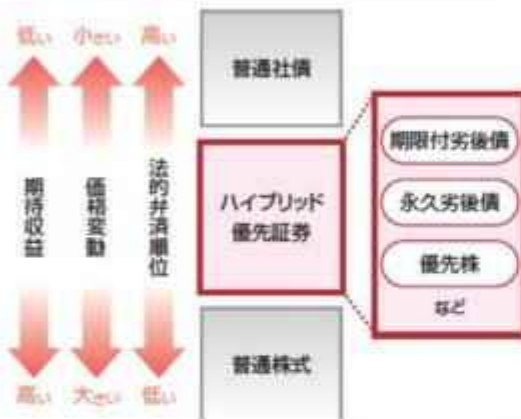 低い
小さい
高い
期待収益
価格変動
法的弁済順位
高い
大きい
低い
普通社債
ハイブリッド
優先証券
普通株式
期限付劣後債
永久劣後債
優先株
など